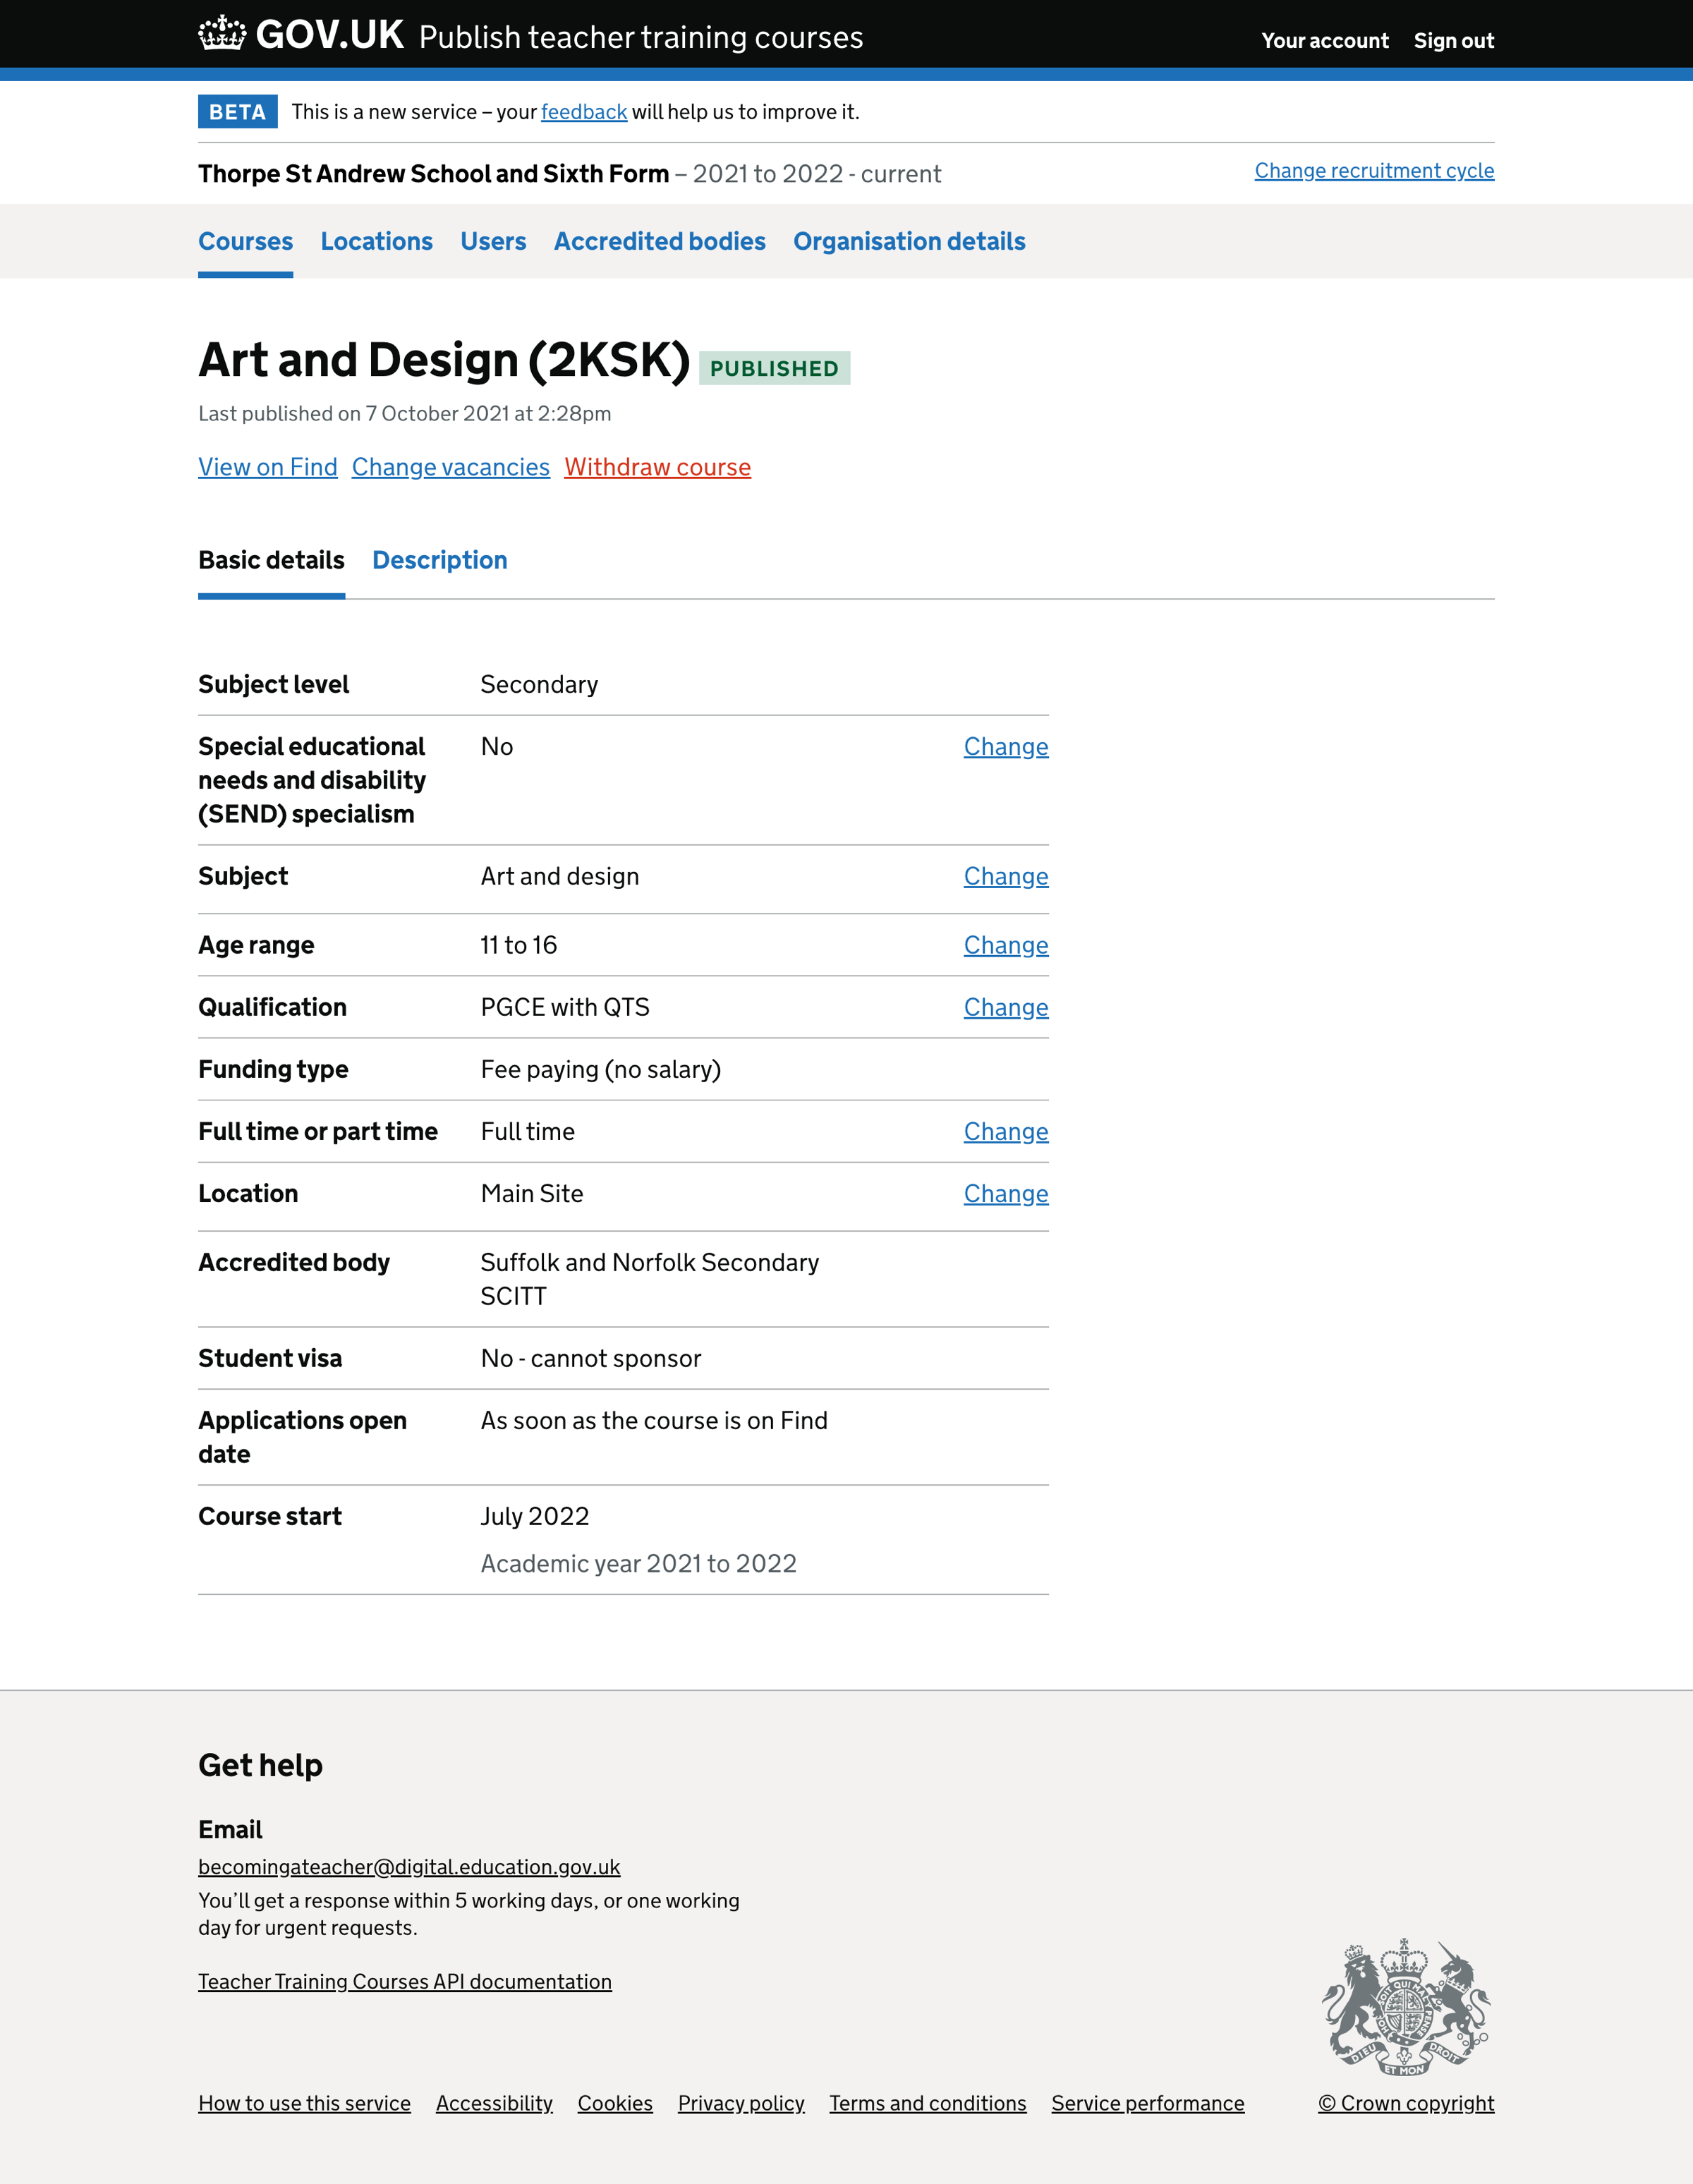 GOV.UK Publish teacher training courses
Your account Sign out
BETA This is a new service – your feedback will help us to improve it.
Thorpe St Andrew School and Sixth Form – 2021 to 2022 - current
Change recruitment cycle
Courses Locations Users Accredited bodies Organisation details
Art and Design (2KSK) PUBLISHED
Last published on 7 October 2021 at 2:28pm
View on Find Change vacancies Withdraw course
Basic details Description
Subject level Secondary
Special educational needs and disability (SEND) specialism No Change
Subject Art and design Change
Age range 11 to 16 Change
Qualification PGCE with QTS Change
Funding type Fee paying (no salary)
Full time or part time Full time Change
Location Main Site Change
Accredited body Suffolk and Norfolk Secondary SCITT
Student visa No - cannot sponsor
Applications open date As soon as the course is on Find
Course start July 2022
Academic year 2021 to 2022
Get help
Email
becomingateacher@digital.education.gov.uk
You’ll get a response within 5 working days, or one working
day for urgent requests.
Teacher Training Courses API documentation
DIEU ET MON DROIT
How to use this service Accessibility Cookies Privacy policy Terms and conditions Service performance
© Crown copyright